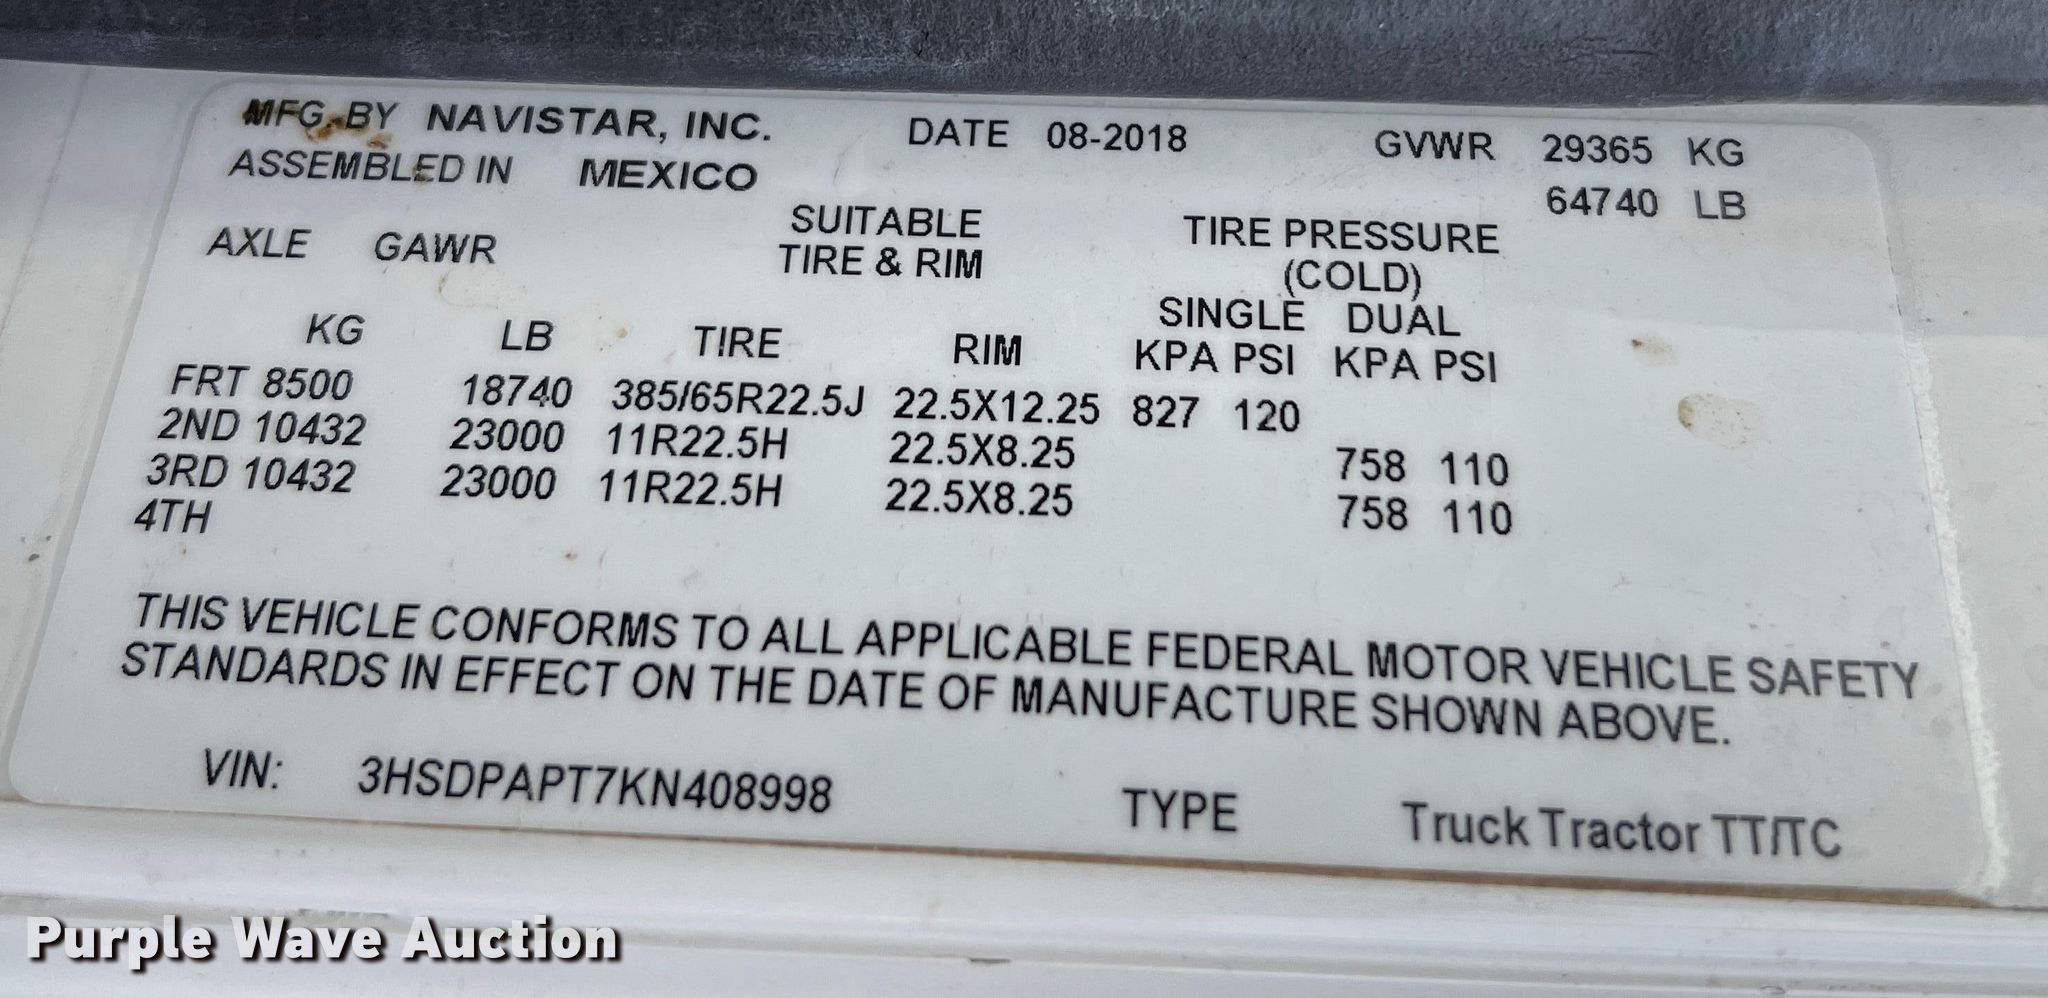 MFG. BY NAVISTAR, INC. DATE 08-2018 GVWR 29365 KG
ASSEMBLED IN MEXICO 64740 LB
AXLE GAWR SUITABLE TIRE PRESSURE
TIRE & RIM (COLD)
SINGLE DUAL
KG LB TIRE RIM KPA PSI KPA PSI
FRT 8500 18740 385/65R22.5J 22.5X12.25 827 120
2ND 10432 23000 11R22.5H 22.5X8.25 758 110
3RD 10432 23000 11R22.5H 22.5X8.25 758 110
4TH
THIS VEHICLE CONFORMS TO ALL APPLICABLE FEDERAL MOTOR VEHICLE SAFETY
STANDARDS IN EFFECT ON THE DATE OF MANUFACTURE SHOWN ABOVE.
VIN: 3HSDPAPT7KN408998 TYPE Truck Tractor TT/TC
Purple Wave Auction